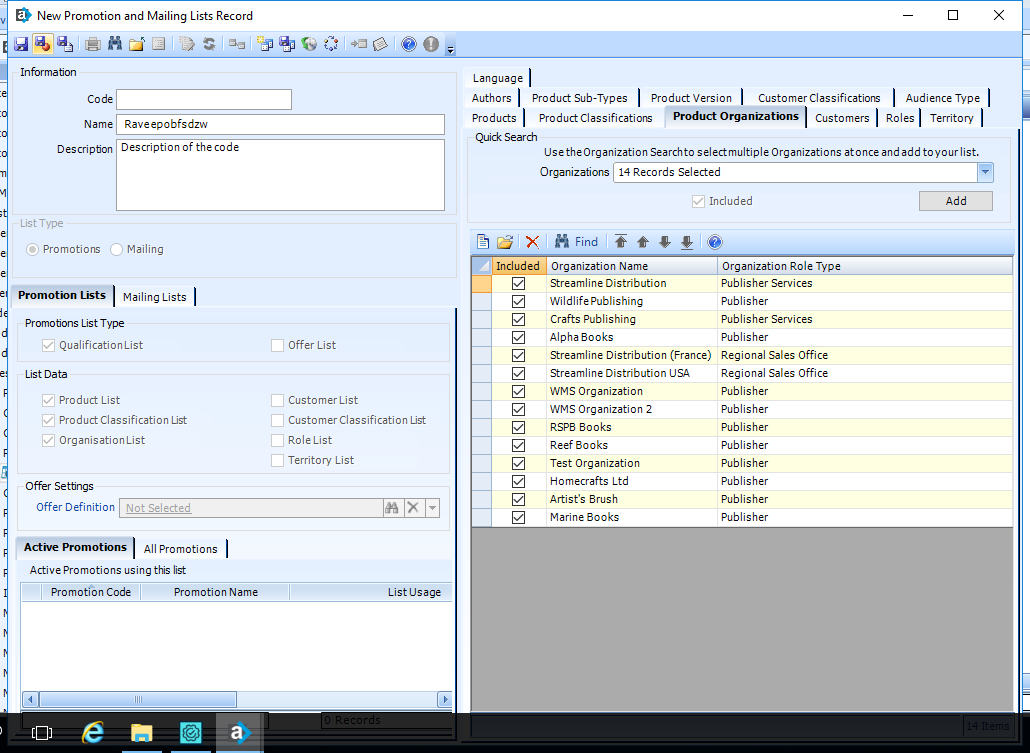 New Promotion and Mailing Lists Record
Information
Code
Name Raveepobfsdzw
Description Description of the code
List Type
Promotions Mailing
Promotion Lists Mailing Lists
Promotions List Type
Qualification List Offer List
List Data
Product List Customer List
Product Classification List Customer Classification List
Organisation List Role List
Territory List
Offer Settings
Offer Definition Not Selected
Active Promotions All Promotions
Active Promotions using this list
Promotion Code Promotion Name List Usage
0 Records
Language
Authors Product Sub-Types Product Version Customer Classifications Audience Type
Products Product Classifications Product Organizations Customers Roles Territory
Quick Search
Use the Organization Search to select multiple Organizations at once and add to your list.
Organizations 14 Records Selected
Included Add
Find
Included Organization Name Organization Role Type
Streamline Distribution Publisher Services
Wildlife Publishing Publisher
Crafts Publishing Publisher Services
Alpha Books Publisher
Streamline Distribution (France) Regional Sales Office
Streamline Distribution USA Regional Sales Office
WMS Organization Publisher
WMS Organization 2 Publisher
RSPB Books Publisher
Reef Books Publisher
Test Organization Publisher
Homecrafts Ltd Publisher
Artist's Brush Publisher
Marine Books Publisher
14 Items